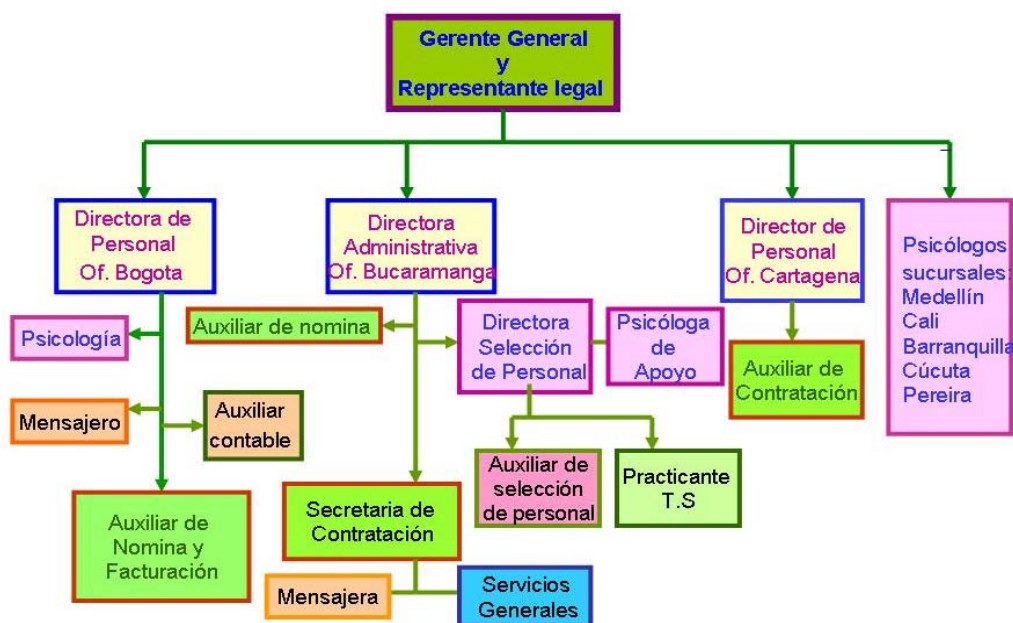 Gerente General
y
Representante legal
Directora de
Personal
Of. Bogota
Directora
Administrativa
Of. Bucaramanga
Director de
Personal
Of. Cartagena
Psicólogos
sucursales:
Medellín
Cali
Barranquilla
Cúcuta
Pereira
Psicología
Auxiliar de nomina
Directora
Selección
de Personal
Psicóloga
de
Apoyo
Auxiliar de
Contratación
Mensajero
Auxiliar
contable
Auxiliar de
selección
de personal
Practicante
T.S
Auxiliar de
Nomina y
Facturación
Secretaria de
Contratación
Mensajera
Servicios
Generales